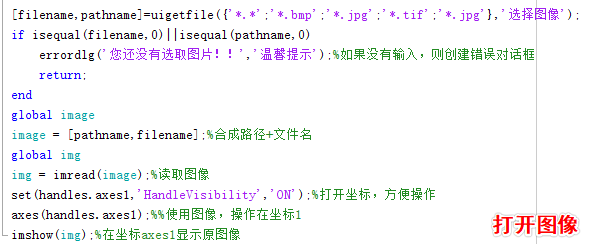 [filename,pathname]=uigetfile({'*.*';'*.bmp';'*.jpg';'*.tif';'*.jpg'},'选择图像');
if isequal(filename,0)||isequal(pathname,0)
errordlg('您还没有选取图片！！','温馨提示');%如果没有输入，则创建错误对话框
return;
end
global image
image = [pathname,filename];%合成路径+文件名
global img
img = imread(image);%读取图像
set(handles.axes1,'HandleVisibility','ON');%打开坐标，方便操作
axes(handles.axes1);%%使用图像，操作在坐标1
imshow(img);%在坐标axes1显示原图像
打开图像